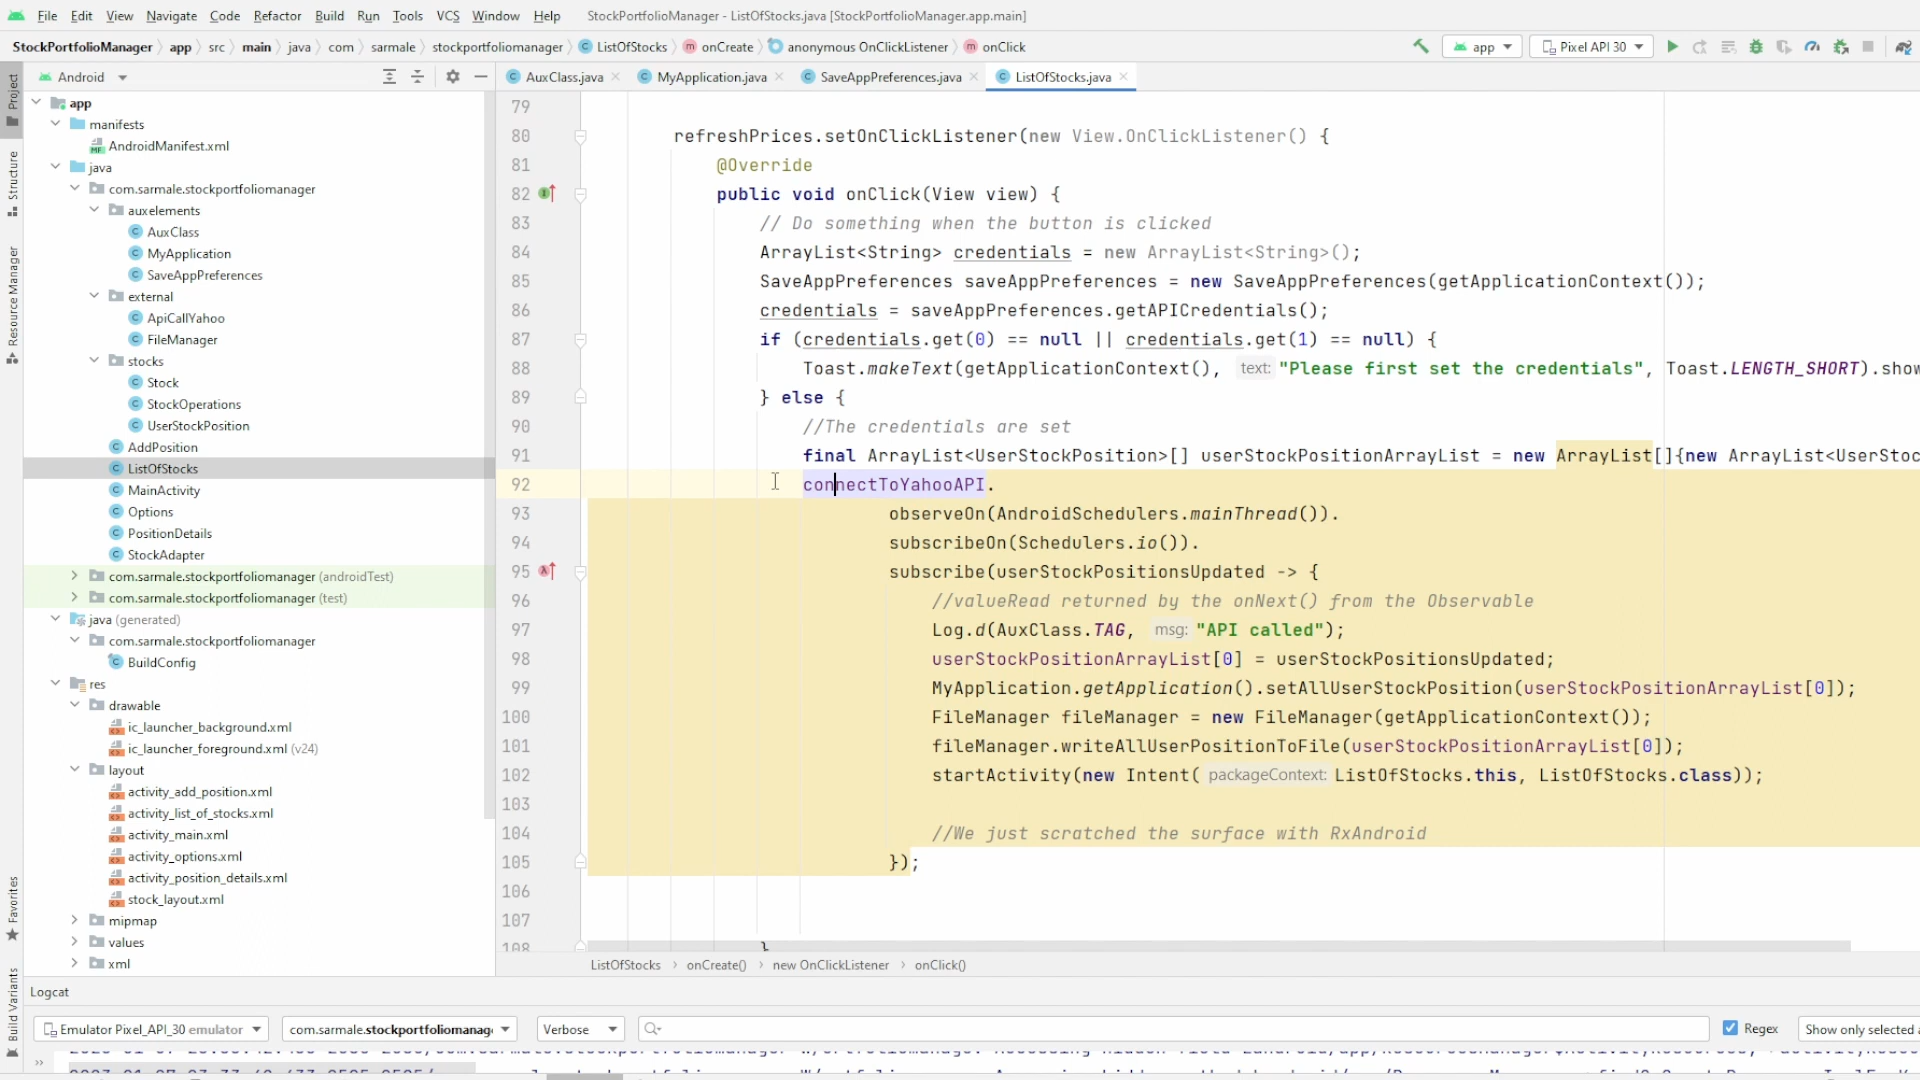 File Edit View Navigate Code Refactor Build Run Tools VCS Window Help StockPortfolioManager - ListOfStocks.java [StockPortfolioManager.app.main]
StockPortfolioManager app src main java com sarmale stockportfoliomanager ListOfStocks onCreate anonymous OnClickListener onClick app Pixel API 30
Project
Structure
Resource Manager
Favorites
Build Variants
Android
app
manifests
AndroidManifest.xml
java
com.sarmale.stockportfoliomanager
auxelements
AuxClass
MyApplication
SaveAppPreferences
external
ApiCallYahoo
FileManager
stocks
Stock
StockOperations
UserStockPosition
AddPosition
ListOfStocks
MainActivity
Options
PositionDetails
StockAdapter
com.sarmale.stockportfoliomanager (androidTest)
com.sarmale.stockportfoliomanager (test)
java (generated)
com.sarmale.stockportfoliomanager
BuildConfig
res
drawable
ic_launcher_background.xml
ic_launcher_foreground.xml (v24)
layout
activity_add_position.xml
activity_list_of_stocks.xml
activity_main.xml
activity_options.xml
activity_position_details.xml
stock_layout.xml
mipmap
values
xml
AuxClass.java MyApplication.java SaveAppPreferences.java ListOfStocks.java
79
80 refreshPrices.setOnClickListener(new View.OnClickListener() {
81 @Override
82 public void onClick(View view) {
83 // Do something when the button is clicked
84 ArrayList<String> credentials = new ArrayList<String>();
85 SaveAppPreferences saveAppPreferences = new SaveAppPreferences(getApplicationContext());
86 credentials = saveAppPreferences.getAPICredentials();
87 if (credentials.get(0) == null || credentials.get(1) == null) {
88 Toast.makeText(getApplicationContext(), text: "Please first set the credentials", Toast.LENGTH_SHORT).show
89 } else {
90 //The credentials are set
91 final ArrayList<UserStockPosition>[] userStockPositionArrayList = new ArrayList[]{new ArrayList<UserStoc
92 connectToYahooAPI.
93 observeOn(AndroidSchedulers.mainThread()).
94 subscribeOn(Schedulers.io()).
95 subscribe(userStockPositionsUpdated -> {
96 //valueRead returned by the onNext() from the Observable
97 Log.d(AuxClass.TAG, msg: "API called");
98 userStockPositionArrayList[0] = userStockPositionsUpdated;
99 MyApplication.getApplication().setAllUserStockPosition(userStockPositionArrayList[0]);
100 FileManager fileManager = new FileManager(getApplicationContext());
101 fileManager.writeAllUserPositionToFile(userStockPositionArrayList[0]);
102 startActivity(new Intent( packageContext: ListOfStocks.this, ListOfStocks.class));
103
104 //We just scratched the surface with RxAndroid
105 });
106
107
108 }
ListOfStocks onCreate() new OnClickListener onClick()
Logcat
Emulator Pixel_API_30 emulator com.sarmale.stockportfoliomanag Verbose Regex Show only selected a